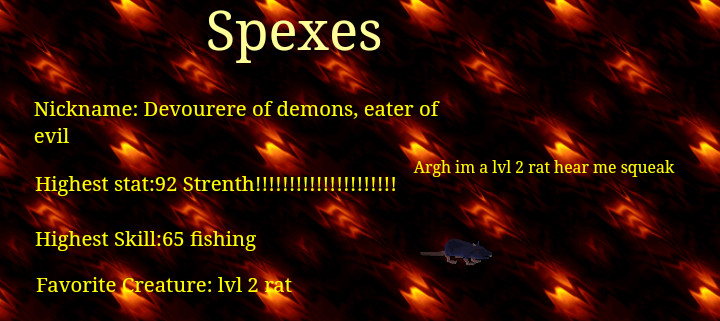 Spexes
Nickname: Devourere of demons, eater of
evil
Argh im a lvl 2 rat hear me squeak
Highest stat:92 Strenth!!!!!!!!!!!!!!!!!!!!!
Highest Skill:65 fishing
Favorite Creature: lvl 2 rat